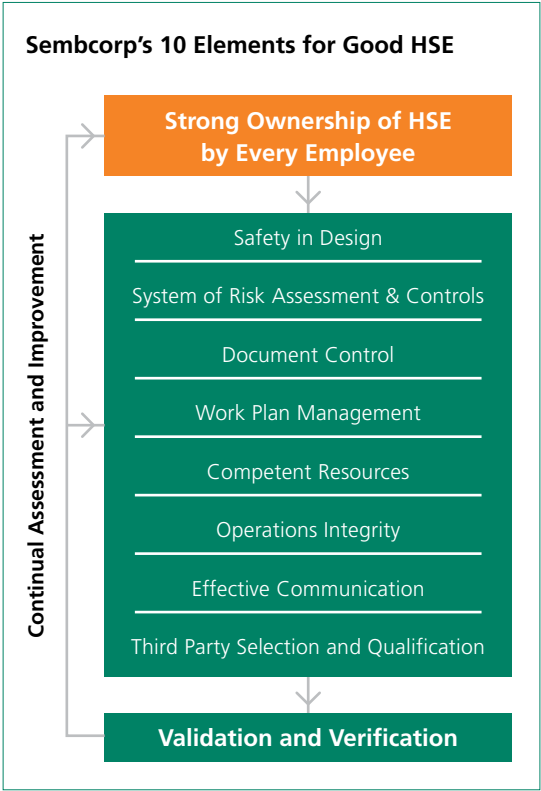 Sembcorp's 10 Elements for Good HSE
Strong Ownership of HSE
by Every Employee
Continual Assessment and Improvement
Safety in Design
System of Risk Assessment & Controls
Document Control
Work Plan Management
Competent Resources
Operations Integrity
Effective Communication
Third Party Selection and Qualification
Validation and Verification